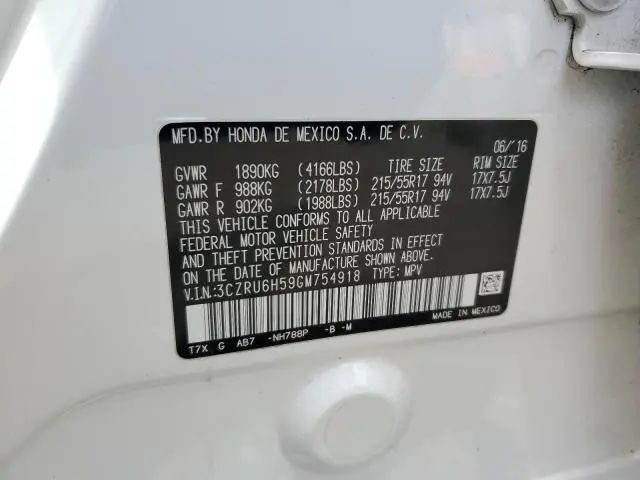 MFD.BY HONDA DE MEXICO S.A. DE C.V. 06/'16
GVWR 1890KG (4166LBS) TIRE SIZE RIM SIZE
GAWR F 988KG (2178LBS) 215/55R17 94V 17X7.5J
GAWR R 902KG (1988LBS) 215/55R17 94V 17X7.5J
THIS VEHICLE CONFORMS TO ALL APPLICABLE
FEDERAL MOTOR VEHICLE SAFETY
AND THEFT PREVENTION STANDARDS IN EFFECT
ON THE DATE OF MANUFACTURE SHOWN ABOVE.
V.I.N:3CZRU6H59GM754918 TYPE: MPV
T7X G AB7 -NH788P -B -M MADE IN MEXICO